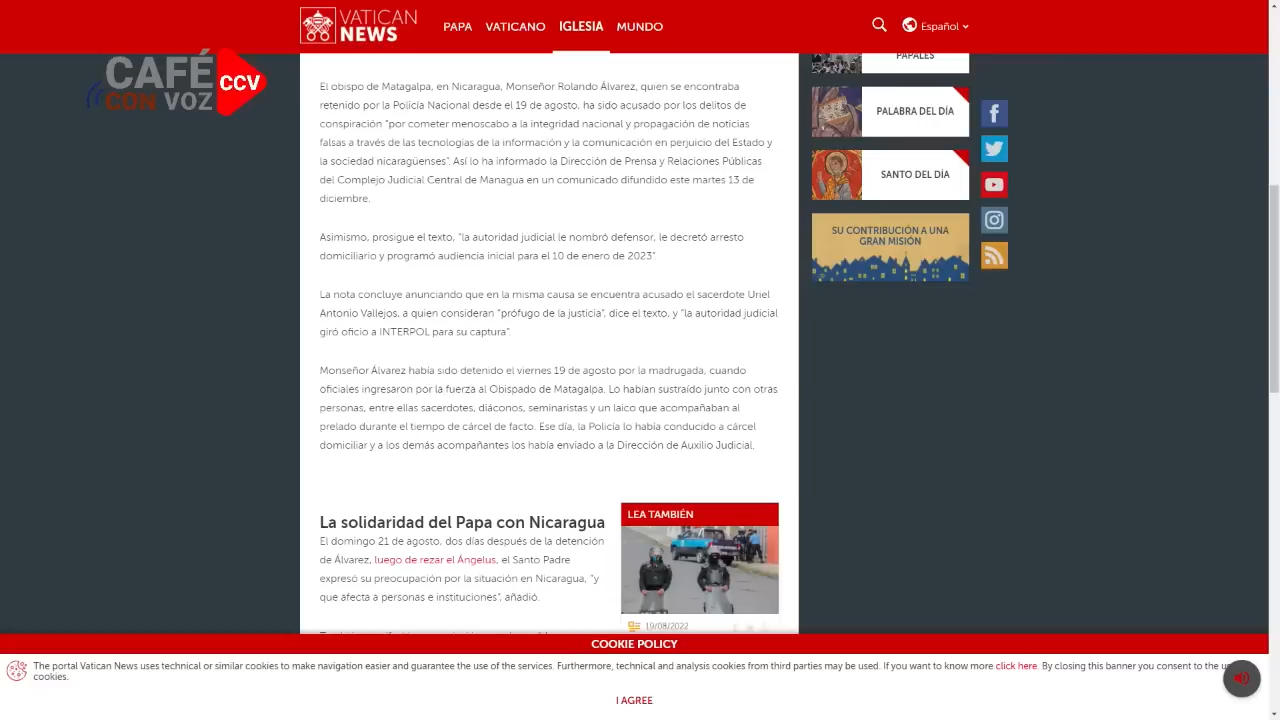 VATICAN
NEWS
PAPA VATICANO IGLESIA MUNDO
Español
CAFÉ
CON VOZ
CCV
El obispo de Matagalpa, en Nicaragua, Monseñor Rolando Álvarez, quien se encontraba
retenido por la Policía Nacional desde el 19 de agosto, ha sido acusado por los delitos de
conspiración "por cometer menoscabo a la integridad nacional y propagación de noticias
falsas a través de las tecnologías de la información y la comunicación en perjuicio del Estado y
la sociedad nicaragüenses". Así lo ha informado la Dirección de Prensa y Relaciones Públicas
del Complejo Judicial Central de Managua en un comunicado difundido este martes 13 de
diciembre.
Asimismo, prosigue el texto, "la autoridad judicial le nombró defensor, le decretó arresto
domiciliario y programó audiencia inicial para el 10 de enero de 2023"
La nota concluye anunciando que en la misma causa se encuentra acusado el sacerdote Uriel
Antonio Vallejos, a quien consideran "prófugo de la justicia", dice el texto, y "la autoridad judicial
giró oficio a INTERPOL para su captura".
Monseñor Álvarez había sido detenido el viernes 19 de agosto por la madrugada, cuando
oficiales ingresaron por la fuerza al Obispado de Matagalpa. Lo habían sustraído junto con otras
personas, entre ellas sacerdotes, diáconos, seminaristas y un laico que acompañaban al
prelado durante el tiempo de cárcel de facto. Ese día, la Policía lo había conducido a cárcel
domiciliar y a los demás acompañantes los había enviado a la Dirección de Auxilio Judicial.
La solidaridad del Papa con Nicaragua
El domingo 21 de agosto, dos días después de la detención
de Álvarez, luego de rezar el Ángelus, el Santo Padre
expresó su preocupación por la situación en Nicaragua, "y
que afecta a personas e instituciones", añadió.
LEA TAMBIÉN
19/08/2022
PAPALES
PALABRA DEL DÍA
SANTO DEL DÍA
SU CONTRIBUCIÓN A UNA
GRAN MISIÓN
COOKIE POLICY
The portal Vatican News uses technical or similar cookies to make navigation easier and guarantee the use of the services. Furthermore, technical and analysis cookies from third parties may be used. If you want to know more click here. By closing this banner you consent to the
cookies.
I AGREE